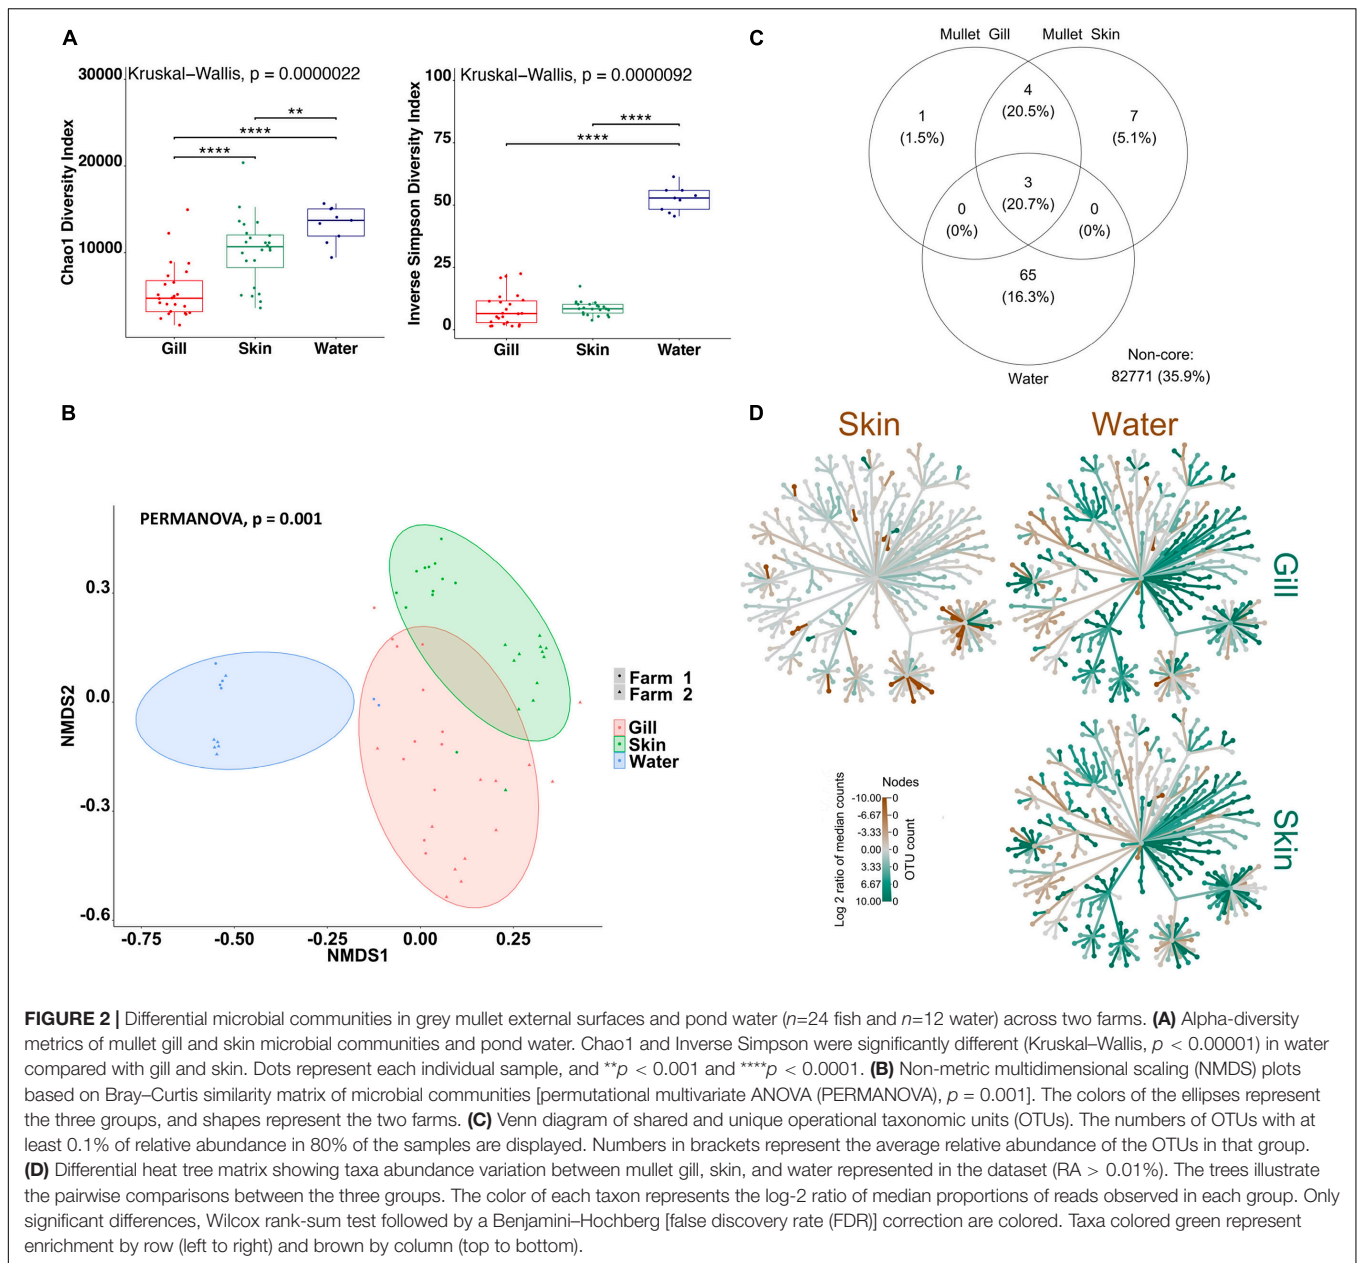 A
Kruskal–Wallis, p = 0.0000022
Chao1 Diversity Index
30000
20000
10000
**
****
****
Gill Skin Water
Kruskal–Wallis, p = 0.0000092
Inverse Simpson Diversity Index
100
75
50
25
0
****
****
Gill Skin Water
C
Mullet Gill Mullet Skin
4
(20.5%)
1
(1.5%)
7
(5.1%)
3
(20.7%)
0
(0%)
0
(0%)
65
(16.3%)
Water
Non-core:
82771 (35.9%)
B
PERMANOVA, p = 0.001
NMDS2
0.3
0.0
-0.3
-0.6
-0.75 -0.50 -0.25 0.00 0.25
NMDS1
Farm 1
Farm 2
Gill
Skin
Water
D
Skin Water
Gill
Skin
Nodes
Log 2 ratio of median counts
OTU count
-10.00 0
-6.67 0
-3.33 0
0.00 0
3.33 0
6.67 0
10.00 0
FIGURE 2 | Differential microbial communities in grey mullet external surfaces and pond water (n=24 fish and n=12 water) across two farms. (A) Alpha-diversity
metrics of mullet gill and skin microbial communities and pond water. Chao1 and Inverse Simpson were significantly different (Kruskal–Wallis, p < 0.00001) in water
compared with gill and skin. Dots represent each individual sample, and **p < 0.001 and ****p < 0.0001. (B) Non-metric multidimensional scaling (NMDS) plots
based on Bray–Curtis similarity matrix of microbial communities [permutational multivariate ANOVA (PERMANOVA), p = 0.001]. The colors of the ellipses represent
the three groups, and shapes represent the two farms. (C) Venn diagram of shared and unique operational taxonomic units (OTUs). The numbers of OTUs with at
least 0.1% of relative abundance in 80% of the samples are displayed. Numbers in brackets represent the average relative abundance of the OTUs in that group.
(D) Differential heat tree matrix showing taxa abundance variation between mullet gill, skin, and water represented in the dataset (RA > 0.01%). The trees illustrate
the pairwise comparisons between the three groups. The color of each taxon represents the log-2 ratio of median proportions of reads observed in each group. Only
significant differences, Wilcox rank-sum test followed by a Benjamini–Hochberg [false discovery rate (FDR)] correction are colored. Taxa colored green represent
enrichment by row (left to right) and brown by column (top to bottom).